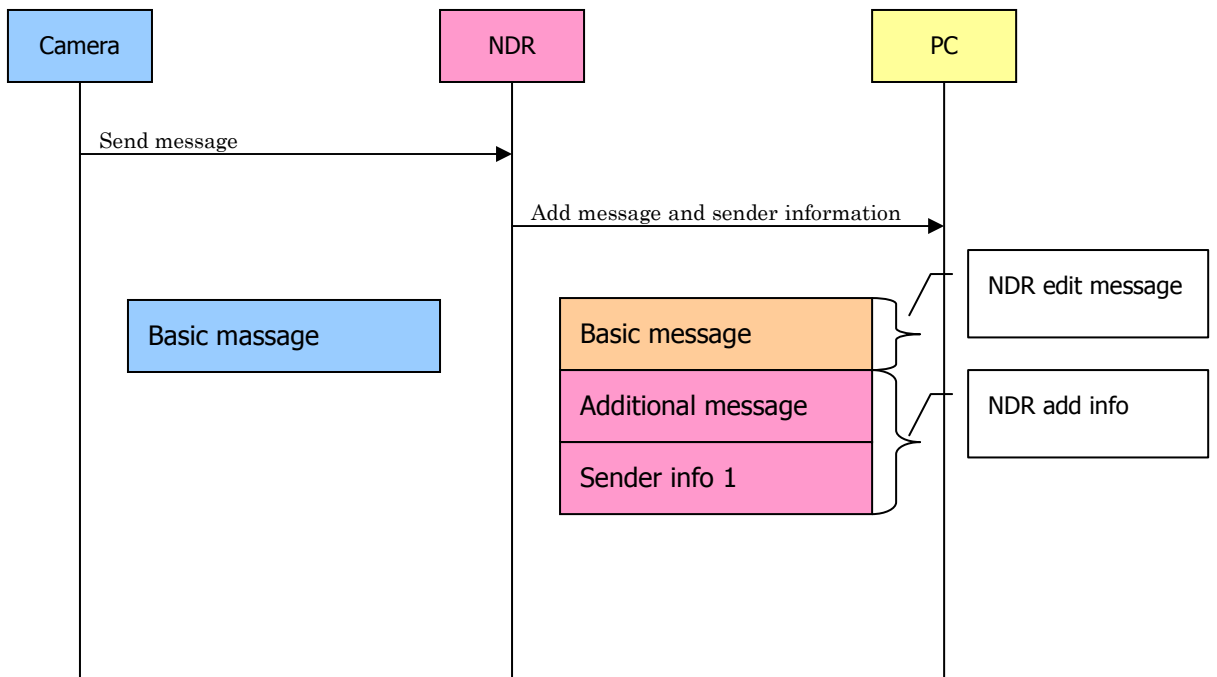 Camera
NDR
PC
Send message
Add message and sender information
NDR edit message
Basic massage
Basic message
Additional message
NDR add info
Sender info 1